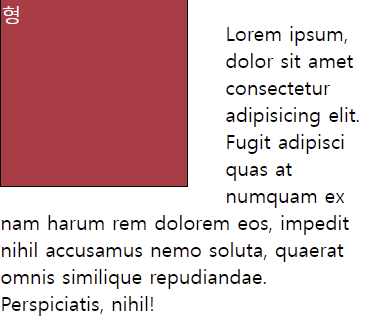 형
Lorem ipsum,
dolor sit amet
consectetur
adipisicing elit.
Fugit adipisci
quas at
numquam ex
nam harum rem dolorem eos, impedit
nihil accusamus nemo soluta, quaerat
omnis similique repudiandae.
Perspiciatis, nihil!